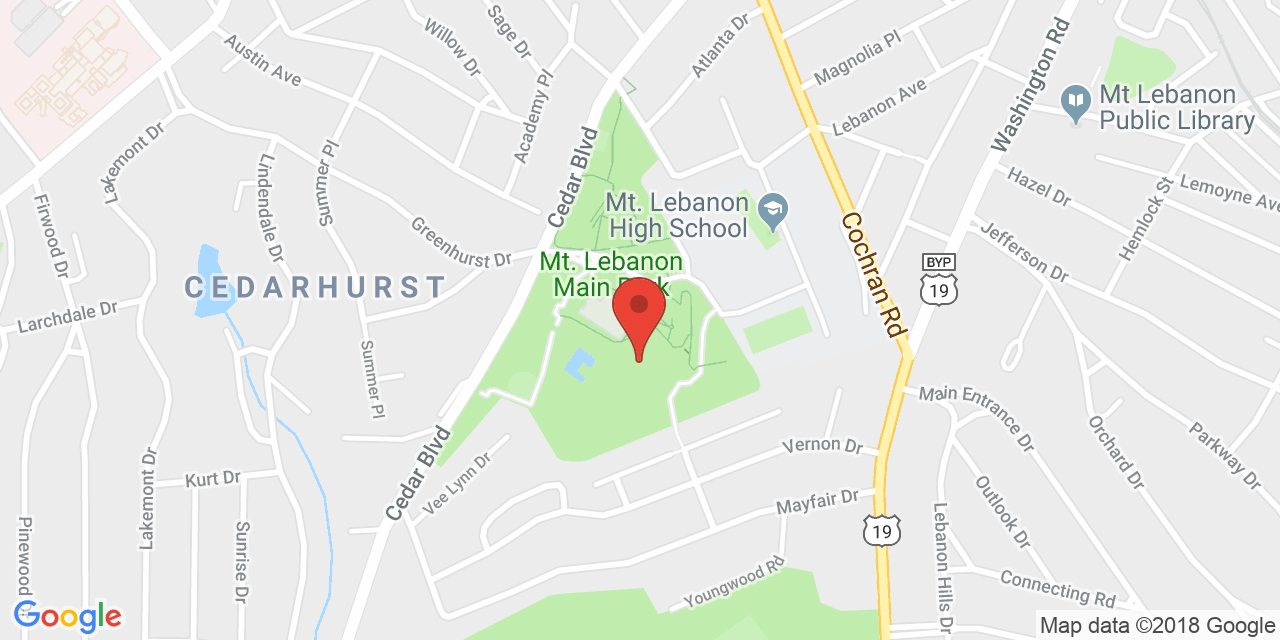 Sage Dr
Willow Dr
Atlanta Dr
Austin Ave
Magnolia Pl
Washington Rd
Mt Lebanon
Public Library
Academy Pl
Lebanon Ave
Lakemont Dr
Cedar Blvd
Lindendale Dr
Summer Pl
Hazel Dr
Lemoyne Ave
Firwood Dr
Mt. Lebanon
High School
Hemlock St
Greenhurst Dr
Cochran Rd
Jefferson Dr
Mt. Lebanon
Main
BYP
19
CEDARHURST
Larchdale Dr
Summer Pl
Main Entrance Dr
Orchard Dr
Parkway Dr
Cedar Blvd
Vee Lynn Dr
Vernon Dr
Kurt Dr
Lakemont Dr
Mayfair Dr
Outlook Dr
19
Pinewood
Sunrise Dr
Lebanon Hills Dr
Youngwood Rd
Connecting Rd
Google
Map data ©2018 Google